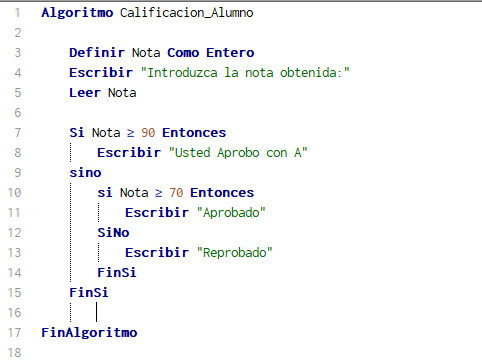 1 Algoritmo Calificacion_Alumno
2
3 Definir Nota Como Entero
4 Escribir "Introduzca la nota obtenida:"
5 Leer Nota
6
7 Si Nota ≥ 90 Entonces
8 Escribir "Usted Aprobo con A"
9 sino
10 si Nota ≥ 70 Entonces
11 Escribir "Aprobado"
12 SiNo
13 Escribir "Reprobado"
14 FinSi
15 FinSi
16
17 FinAlgoritmo
18